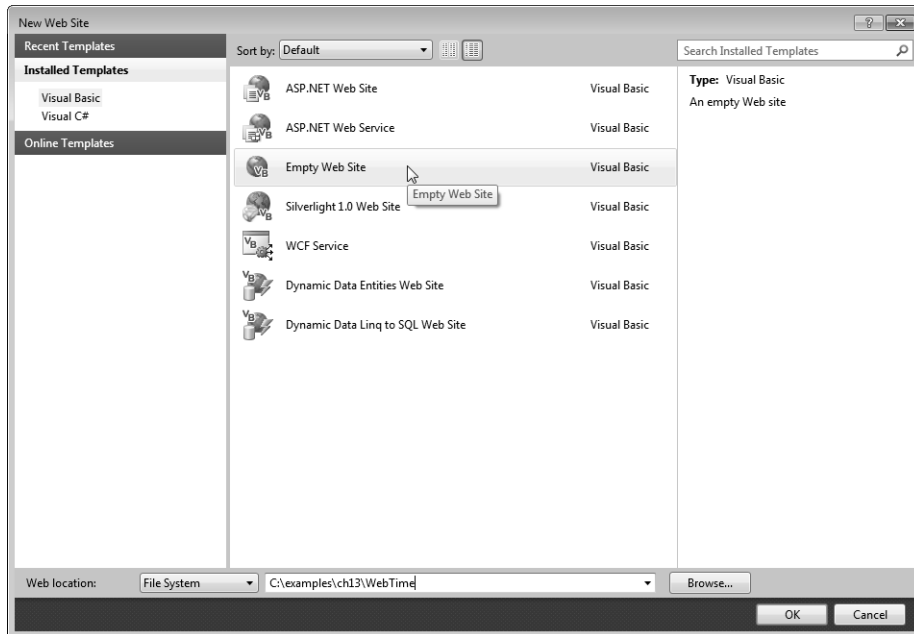 New Web Site
Recent Templates
Installed Templates
Visual Basic
Visual C#
Online Templates
Sort by: Default
Search Installed Templates
ASP.NET Web Site Visual Basic
ASP.NET Web Service Visual Basic
Empty Web Site Visual Basic
Empty Web Site
Silverlight 1.0 Web Site Visual Basic
WCF Service Visual Basic
Dynamic Data Entities Web Site Visual Basic
Dynamic Data Linq to SQL Web Site Visual Basic
Type: Visual Basic
An empty Web site
Web location: File System C:\examples\ch13\WebTime Browse...
OK Cancel